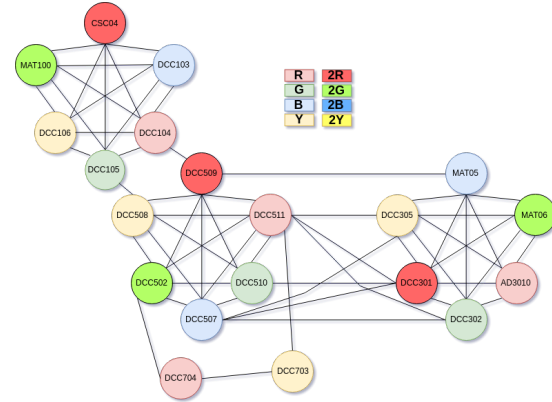 CSC04
MAT100
DCC103
R 2R
G 2G
B 2B
Y 2Y
DCC106
DCC104
DCC105
DCC509
MAT05
DCC508
DCC511
DCC305
MAT06
DCC502
DCC510
DCC301
AD3010
DCC507
DCC302
DCC704
DCC703